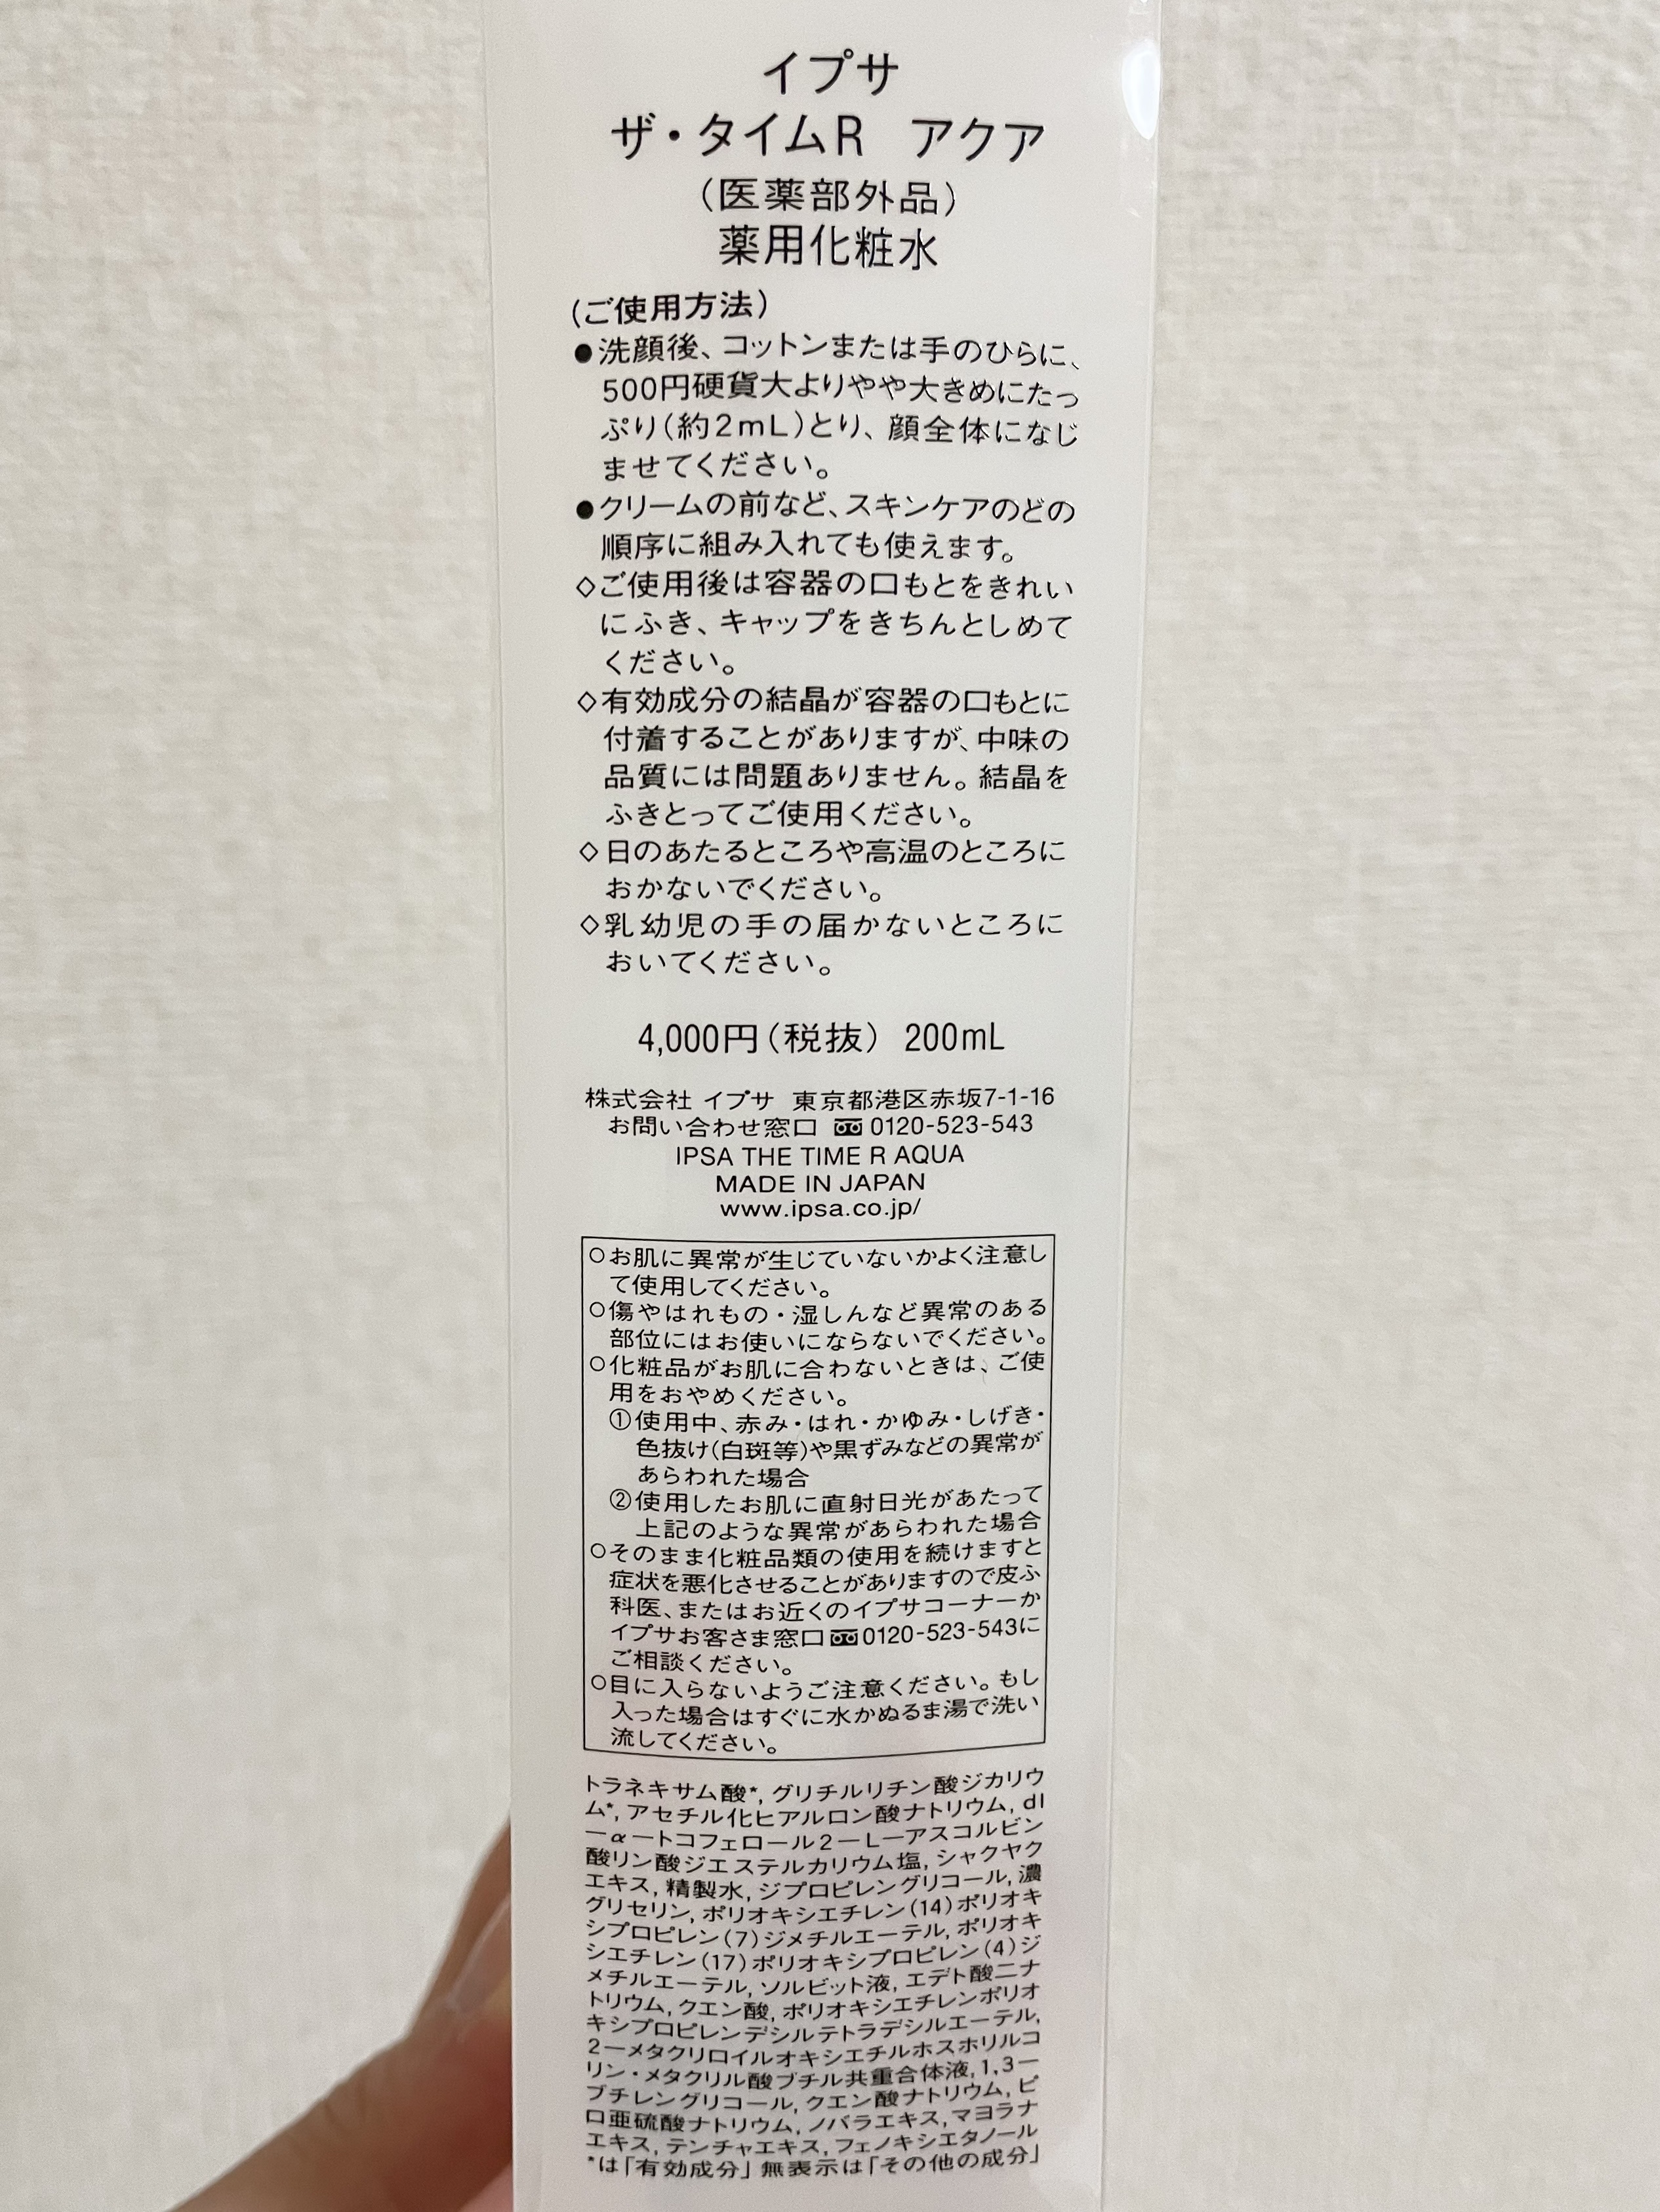 イプサ
ザ・タイムR アクア
(医薬部外品)
薬用化粧水
(ご使用方法)
●洗顔後、コットンまたは手のひらに、
500円硬貨大よりやや大きめにたっ
ぷり(約2mL)とり、顔全体になじ
ませてください。
●クリームの前など、スキンケアのどの
順序に組み入れても使えます。
◇ご使用後は容器の口もとをきれい
にふき、キャップをきちんとしめて
ください。
◇有効成分の結晶が容器の口もとに
付着することがありますが、中味の
品質には問題ありません。結晶を
ふきとってご使用ください。
◇日のあたるところや高温のところに
おかないでください。
◇乳幼児の手の届かないところに
おいてください。
4,000円(税抜) 200mL
株式会社 イプサ 東京都港区赤坂7-1-16
お問い合わせ窓口 0120-523-543
IPSA THE TIME R AQUA
MADE IN JAPAN
www.ipsa.co.jp/
○お肌に異常が生じていないかよく注意し
て使用してください。
○傷やはれもの・湿しんなど異常のある
部位にはお使いにならないでください。
○化粧品がお肌に合わないときは、ご使
用をおやめください。
①使用中、赤み・はれ・かゆみ・しげき・
色抜け(白斑等)や黒ずみなどの異常が
あらわれた場合
②使用したお肌に直射日光があたって
上記のような異常があらわれた場合
○そのまま化粧品類の使用を続けますと
症状を悪化させることがありますので皮ふ
科医、またはお近くのイプサコーナーか
イプサお客さま窓口0120-523-543に
ご相談ください。
○目に入らないようご注意ください。もし
入った場合はすぐに水かぬるま湯で洗い
流してください。
トラネキサム酸*, グリチルリチン酸ジカリウ
ム*, アセチル化ヒアルロン酸ナトリウム, dl
ーαートコフェロール2ーLーアスコルビン
酸リン酸ジエステルカリウム塩, シャクヤク
エキス, 精製水, ジプロピレングリコール, 濃
グリセリン, ポリオキシエチレン(14)ポリオキ
シプロピレン(7)ジメチルエーテル, ポリオキ
シエチレン(17)ポリオキシプロピレン(4)ジ
メチルエーテル, ソルビット液, エデト酸二ナ
トリウム, クエン酸, ポリオキシエチレンポリオ
キシプロピレンデシルテトラデシルエーテル,
2ーメタクリロイルオキシエチルホスホリルコ
リン・メタクリル酸ブチル共重合体液, 1,3ー
ブチレングリコール, クエン酸ナトリウム, ピ
ロ亜硫酸ナトリウム, ノバラエキス, マヨラナ
エキス, テンチャエキス, フェノキシエタノール
*は「有効成分」無表示は「その他の成分」